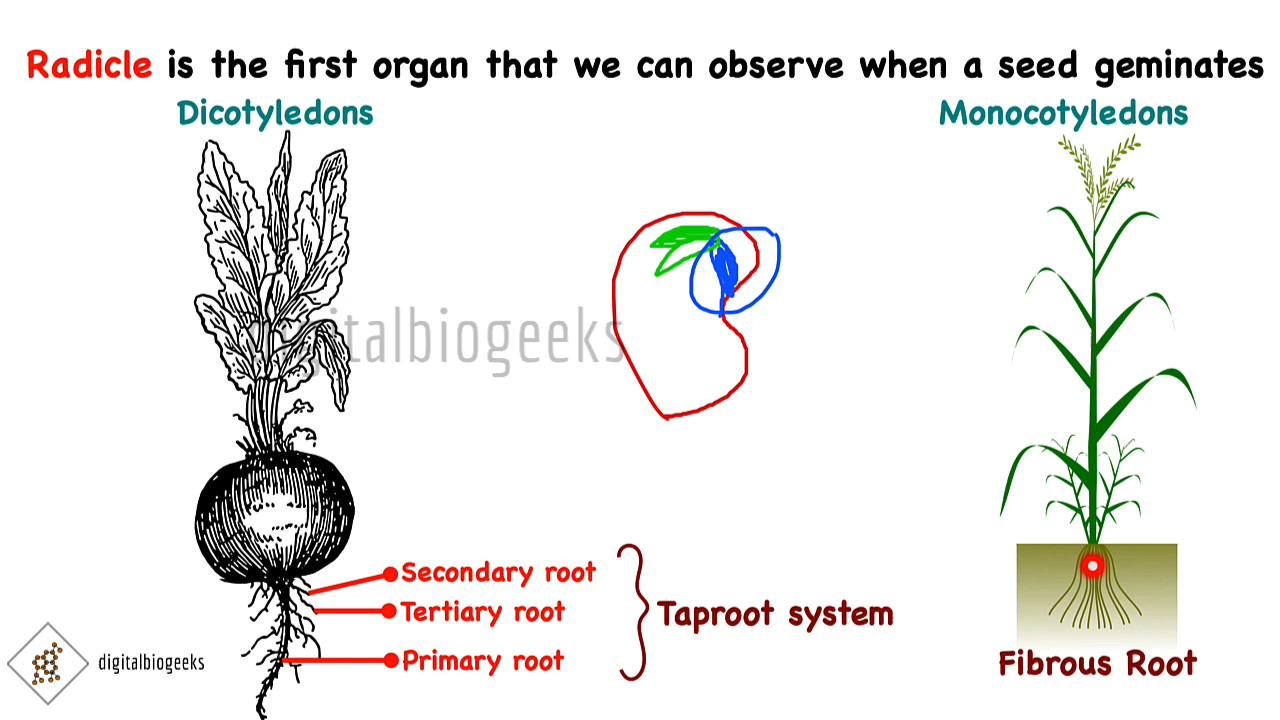 Radicle is the first organ that we can observe when a seed geminates
Dicotyledons
Monocotyledons
digitalbiogeeks
Secondary root
Tertiary root
Primary root
Taproot system
Fibrous Root
digitalbiogeeks